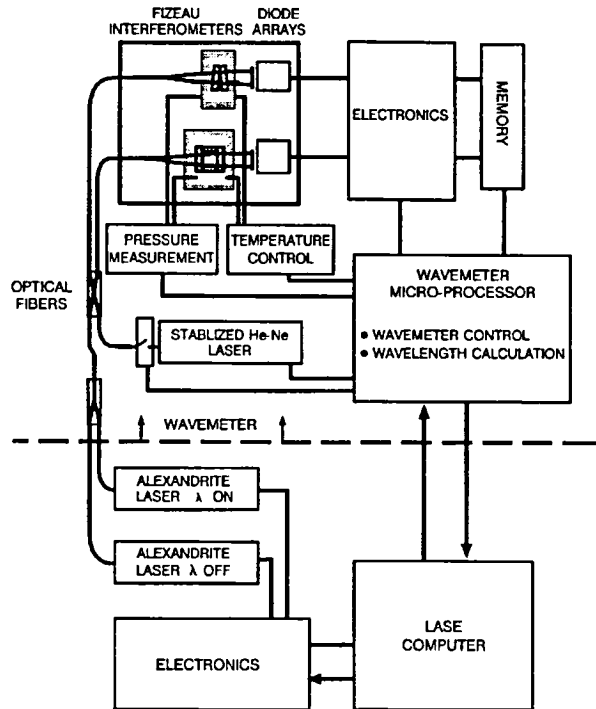 FIZEAU
INTERFEROMETERS
DIODE
ARRAYS
ELECTRONICS
MEMORY
PRESSURE
MEASUREMENT
TEMPERATURE
CONTROL
WAVEMETER
MICRO-PROCESSOR
● WAVEMETER CONTROL
● WAVELENGTH CALCULATION
OPTICAL
FIBERS
STABLIZED He-Ne
LASER
WAVEMETER
ALEXANDRITE
LASER λ ON
ALEXANDRITE
LASER λ OFF
ELECTRONICS
LASE
COMPUTER